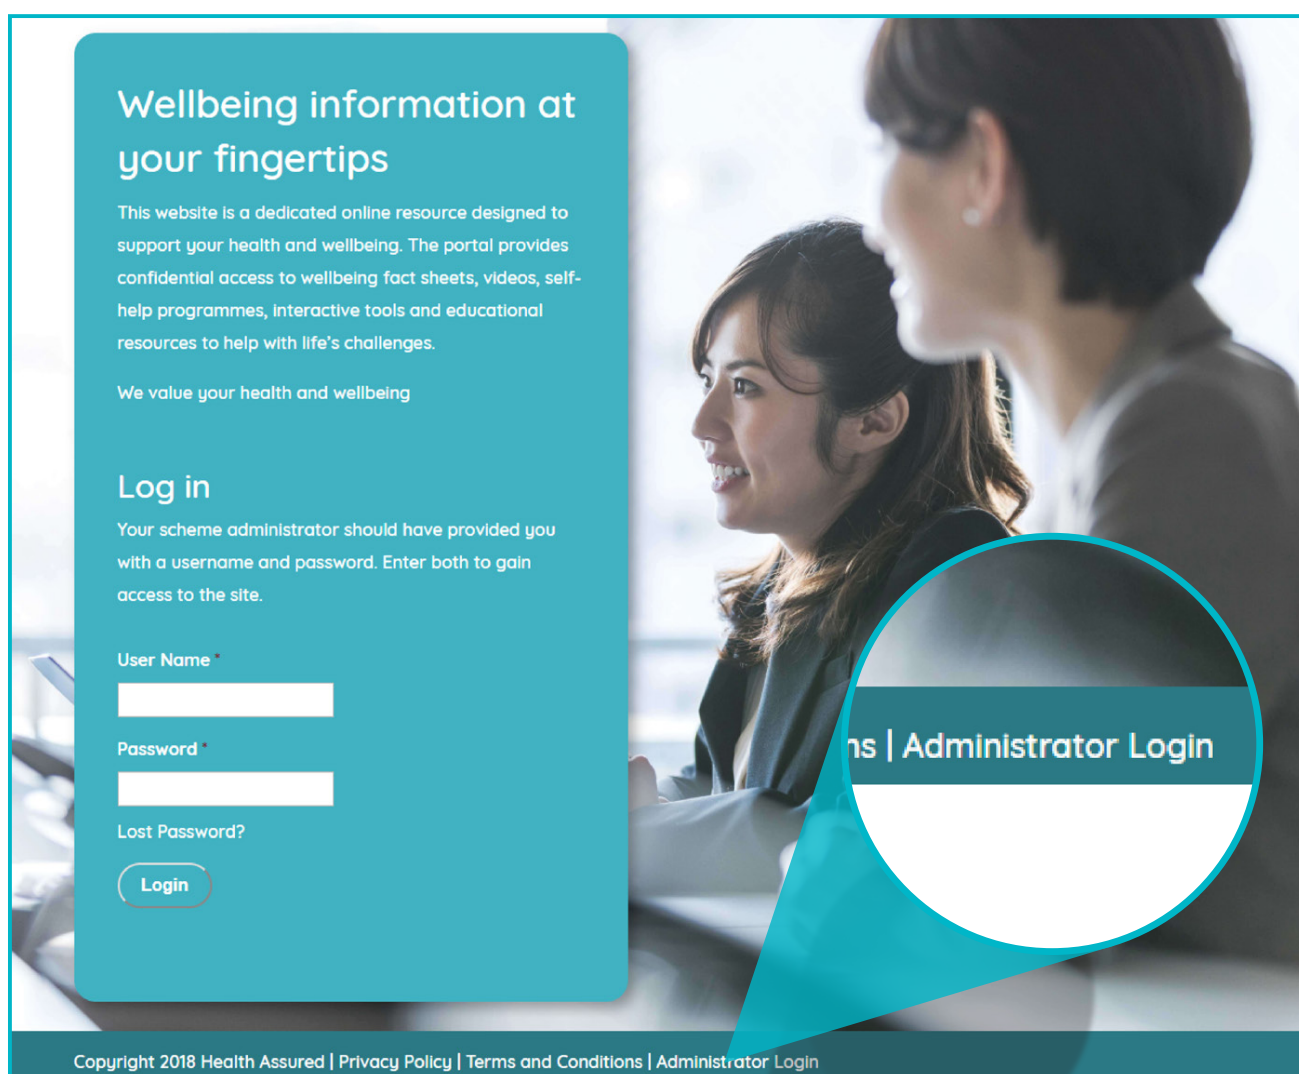 Wellbeing information at
your fingertips
This website is a dedicated online resource designed to
support your health and wellbeing. The portal provides
confidential access to wellbeing fact sheets, videos, self-
help programmes, interactive tools and educational
resources to help with life's challenges.
We value your health and wellbeing
Log in
Your scheme administrator should have provided you
with a username and password. Enter both to gain
access to the site.
User Name *
Password *
Lost Password?
Login
ns | Administrator Login
Copyright 2018 Health Assured | Privacy Policy | Terms and Conditions | Administrator Login